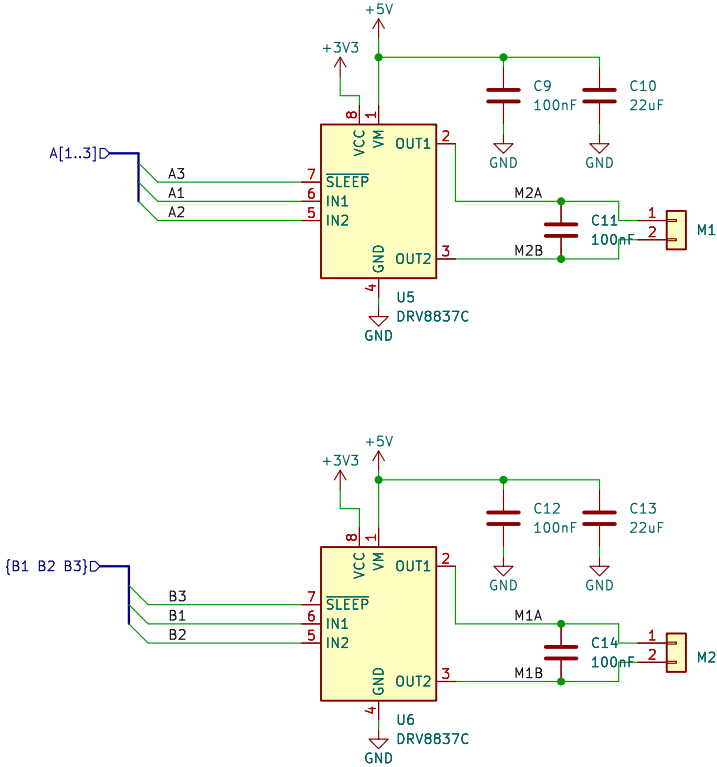 +5V
+3V3
C9
100nF
C10
22uF
GND
GND
8
1
VCC
VM
OUT1
2
A[1..3]
A3
7
SLEEP
A1
6
IN1
A2
5
IN2
M2A
C11
100nF
1
2
M1
M2B
GND
OUT2
3
4
U5
DRV8837C
GND
+5V
+3V3
C12
100nF
C13
22uF
GND
GND
8
1
VCC
VM
OUT1
2
{B1 B2 B3}
B3
7
SLEEP
B1
6
IN1
B2
5
IN2
M1A
C14
100nF
1
2
M2
M1B
GND
OUT2
3
4
U6
DRV8837C
GND